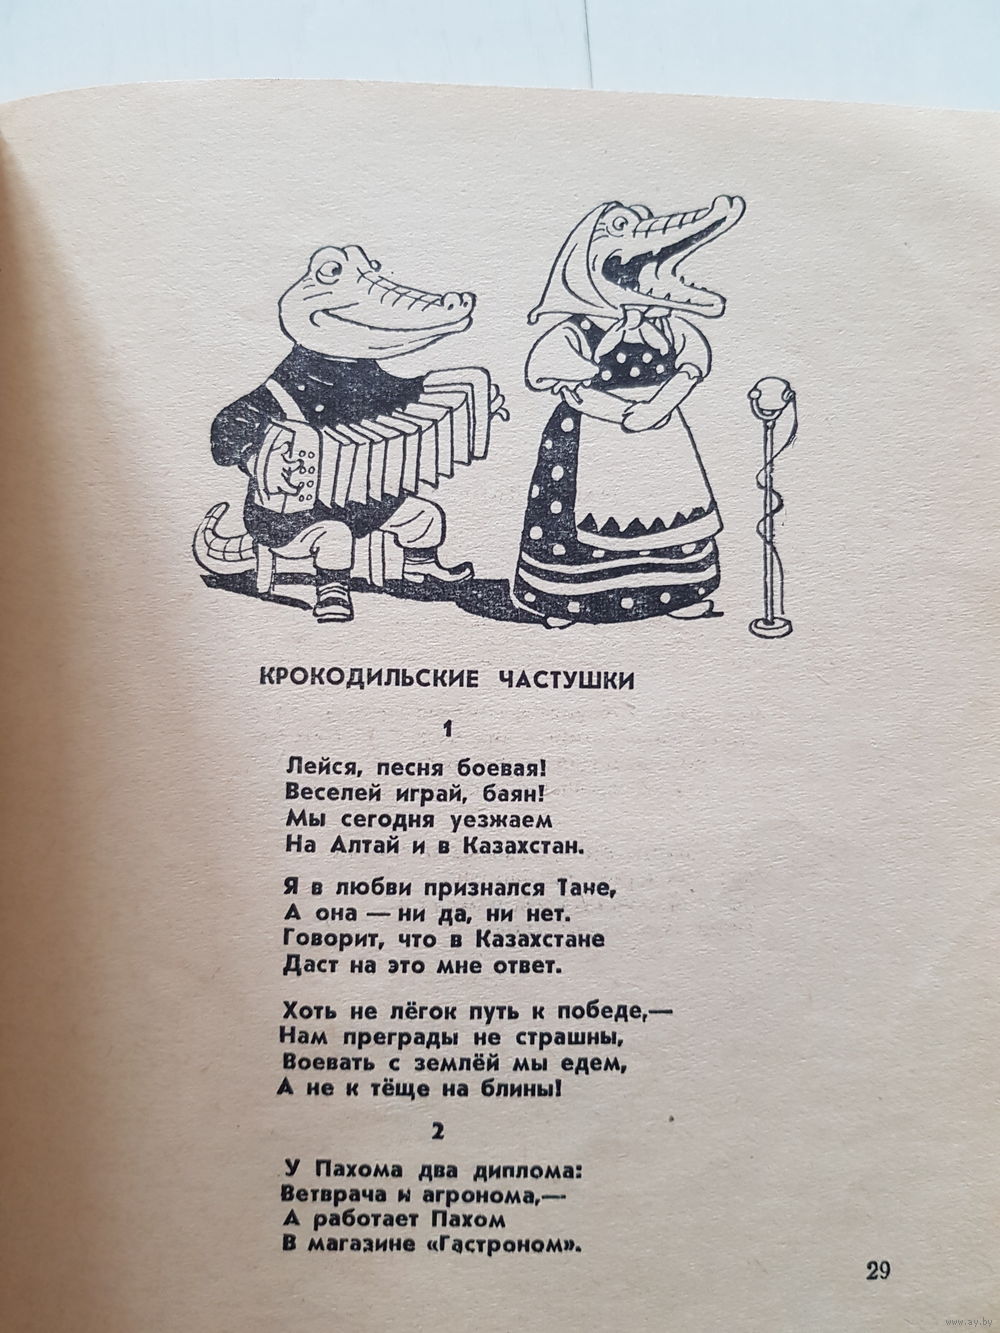 КРОКОДИЛЬСКИЕ ЧАСТУШКИ
1
Лейся, песня боевая!
Веселей играй, баян!
Мы сегодня уезжаем
На Алтай и в Казахстан.
Я в любви признался Тане,
А она — ни да, ни нет.
Говорит, что в Казахстане
Даст на это мне ответ.
Хоть не лёгок путь к победе,—
Нам преграды не страшны,
Воевать с землёй мы едем,
А не к тёще на блины!
2
У Пахома два диплома:
Ветврача и агронома,—
А работает Пахом
В магазине «Гастроном».
29
www.ay.by